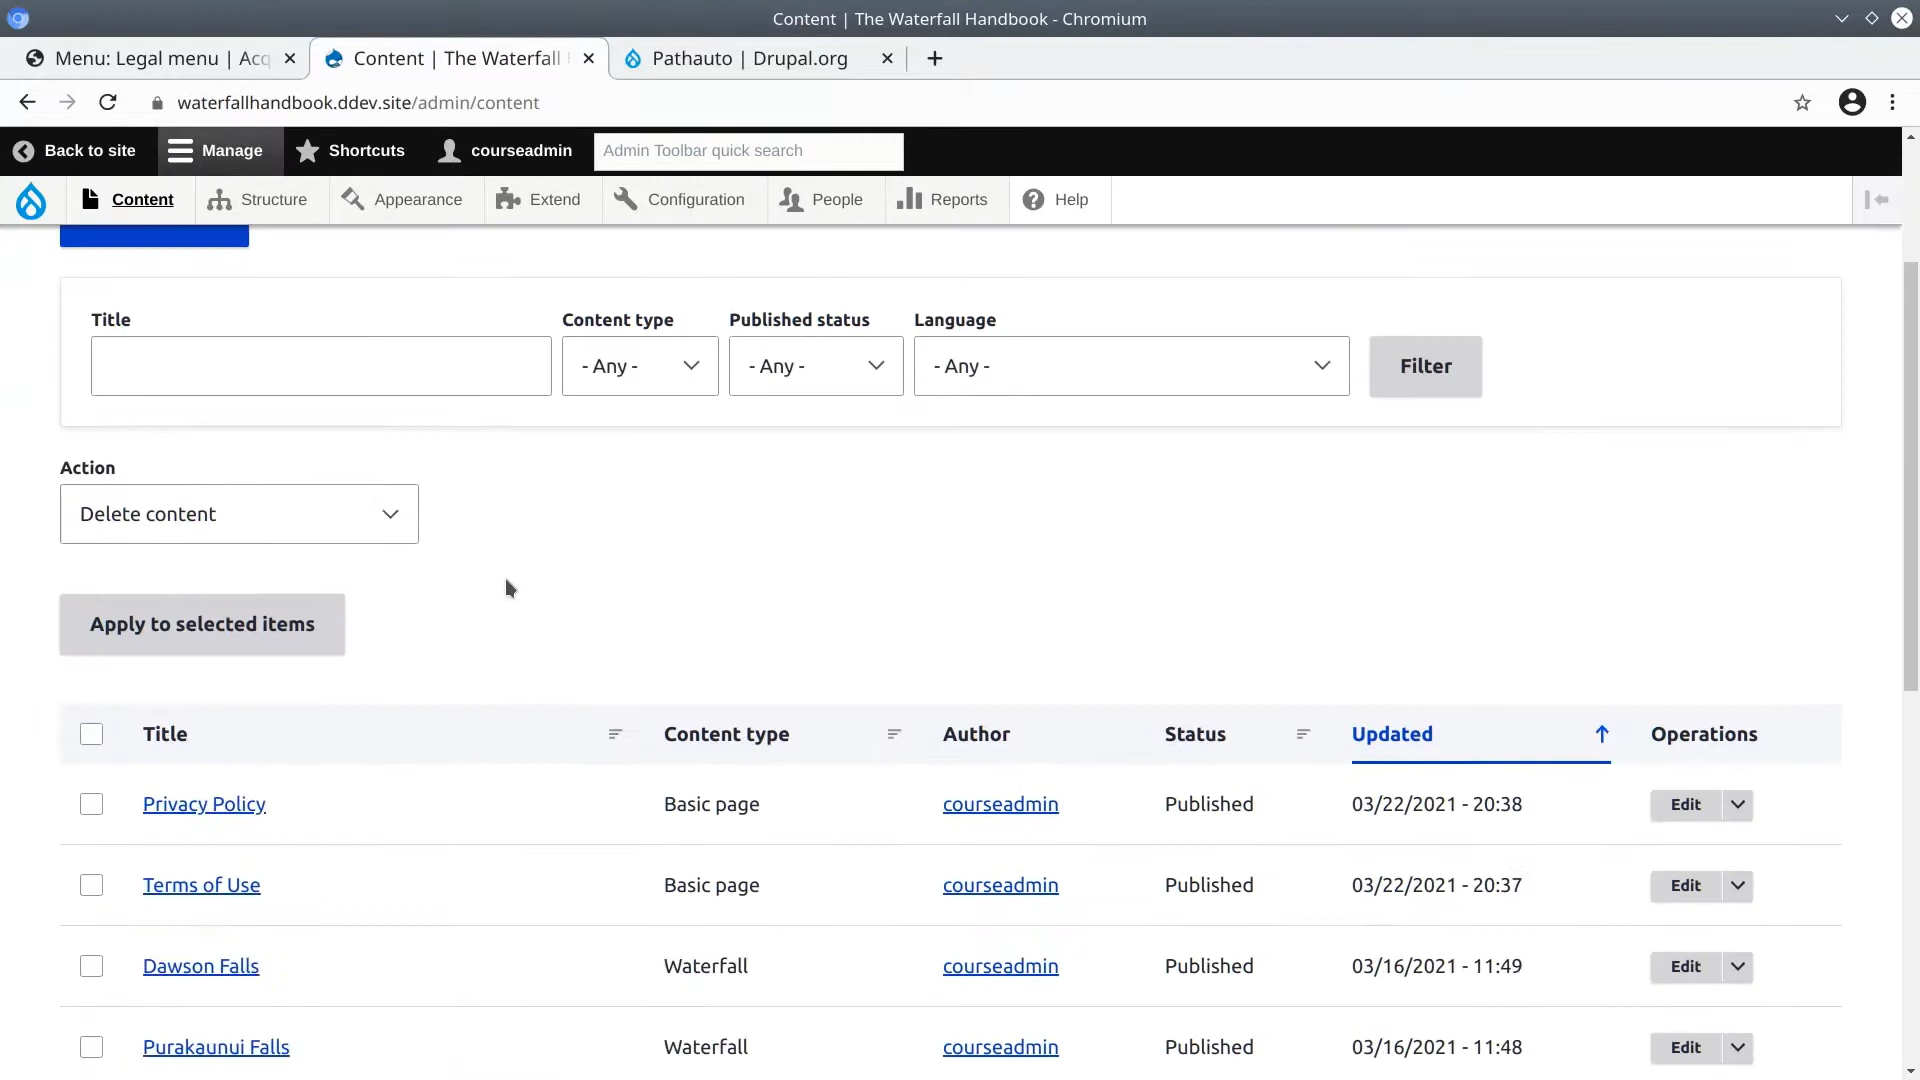 Content | The Waterfall Handbook - Chromium
Menu: Legal menu | Acq
Content | The Waterfall
Pathauto | Drupal.org
waterfallhandbook.ddev.site/admin/content
Back to site
Manage
Shortcuts
courseadmin
Admin Toolbar quick search
Content
Structure
Appearance
Extend
Configuration
People
Reports
Help
Title
Content type
Published status
Language
- Any -
- Any -
- Any -
Filter
Action
Delete content
Apply to selected items
Title Content type Author Status Updated Operations
Privacy Policy Basic page courseadmin Published 03/22/2021 - 20:38 Edit
Terms of Use Basic page courseadmin Published 03/22/2021 - 20:37 Edit
Dawson Falls Waterfall courseadmin Published 03/16/2021 - 11:49 Edit
Purakaunui Falls Waterfall courseadmin Published 03/16/2021 - 11:48 Edit